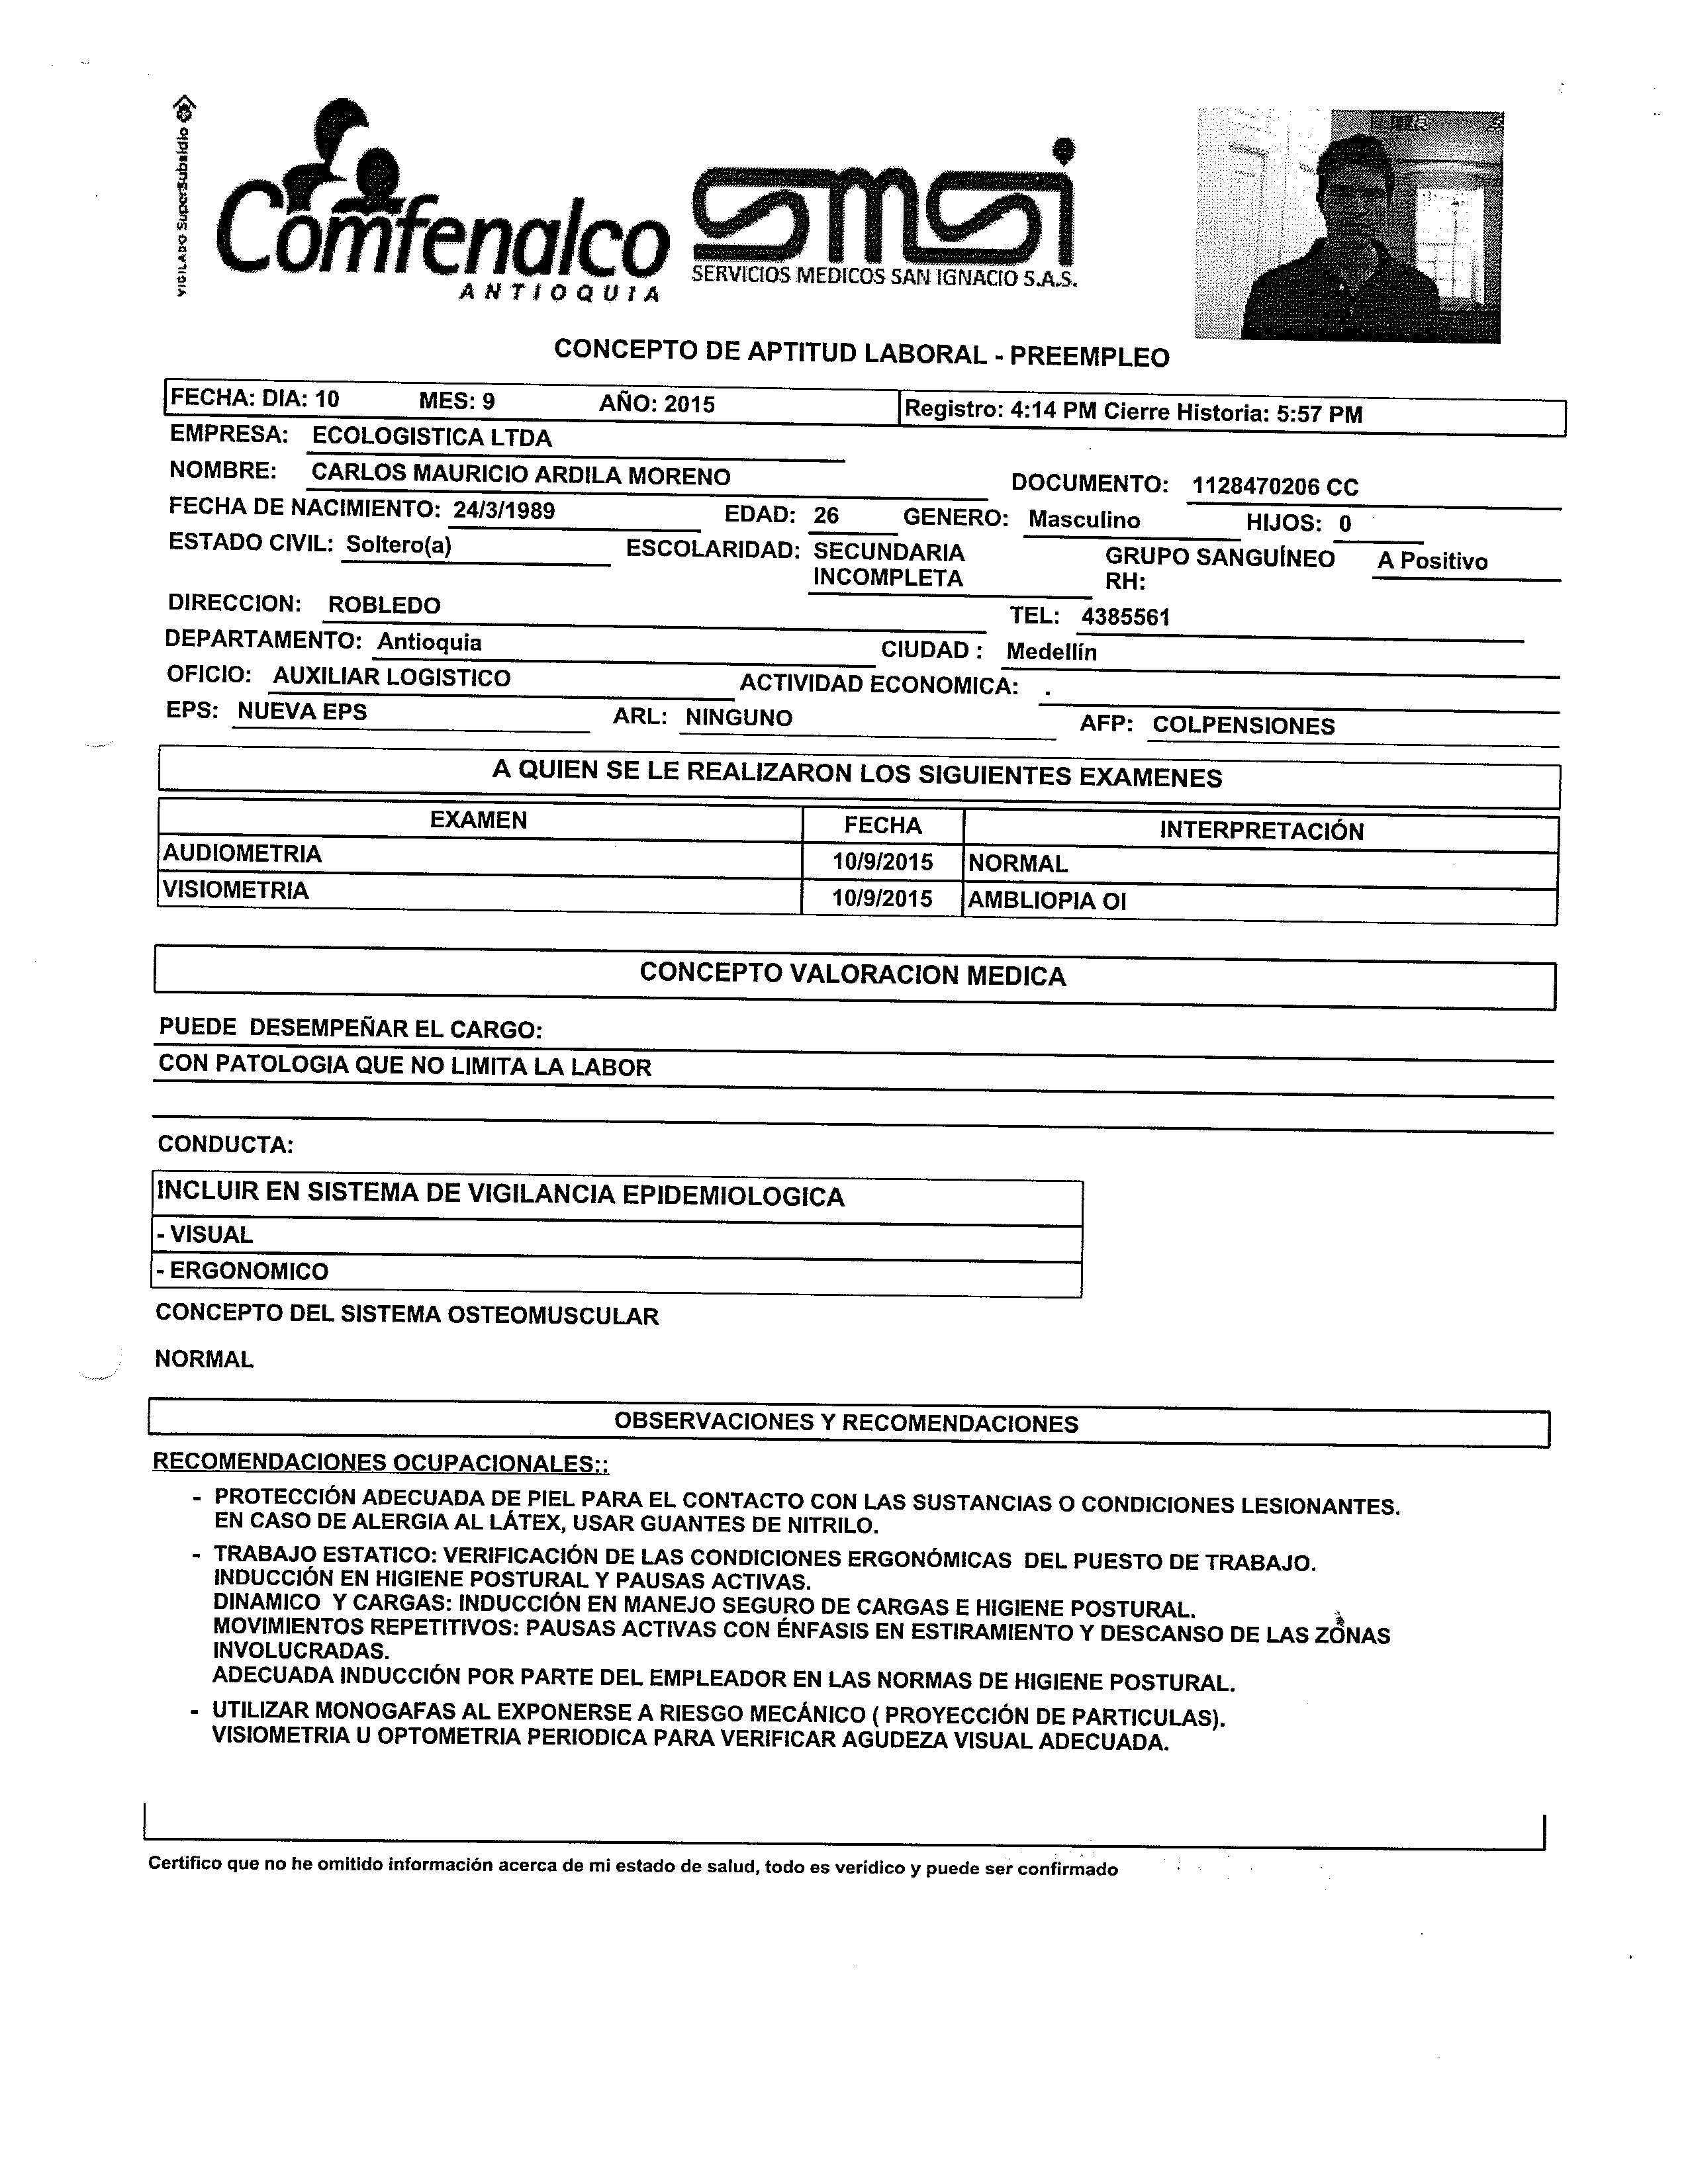 VIGILADO SuperSubsidio
Comfenalco
ANTIOQUIA
smsi
SERVICIOS MEDICOS SAN IGNACIO S.A.S.
CONCEPTO DE APTITUD LABORAL - PREEMPLEO
FECHA: DIA: 10 MES: 9 AÑO: 2015 Registro: 4:14 PM Cierre Historia: 5:57 PM
EMPRESA: ECOLOGISTICA LTDA
NOMBRE: CARLOS MAURICIO ARDILA MORENO DOCUMENTO: 1128470206 CC
FECHA DE NACIMIENTO: 24/3/1989 EDAD: 26 GENERO: Masculino HIJOS: 0
ESTADO CIVIL: Soltero(a) ESCOLARIDAD: SECUNDARIA GRUPO SANGUÍNEO A Positivo
INCOMPLETA RH:
DIRECCION: ROBLEDO TEL: 4385561
DEPARTAMENTO: Antioquia CIUDAD : Medellín
OFICIO: AUXILIAR LOGISTICO ACTIVIDAD ECONOMICA: .
EPS: NUEVA EPS ARL: NINGUNO AFP: COLPENSIONES
A QUIEN SE LE REALIZARON LOS SIGUIENTES EXAMENES
EXAMEN FECHA INTERPRETACIÓN
AUDIOMETRIA 10/9/2015 NORMAL
VISIOMETRIA 10/9/2015 AMBLIOPIA OI
CONCEPTO VALORACION MEDICA
PUEDE DESEMPEÑAR EL CARGO:
CON PATOLOGIA QUE NO LIMITA LA LABOR
CONDUCTA:
INCLUIR EN SISTEMA DE VIGILANCIA EPIDEMIOLOGICA
- VISUAL
- ERGONOMICO
CONCEPTO DEL SISTEMA OSTEOMUSCULAR
NORMAL
OBSERVACIONES Y RECOMENDACIONES
RECOMENDACIONES OCUPACIONALES::
- PROTECCIÓN ADECUADA DE PIEL PARA EL CONTACTO CON LAS SUSTANCIAS O CONDICIONES LESIONANTES.
EN CASO DE ALERGIA AL LÁTEX, USAR GUANTES DE NITRILO.
- TRABAJO ESTATICO: VERIFICACIÓN DE LAS CONDICIONES ERGONÓMICAS DEL PUESTO DE TRABAJO.
INDUCCIÓN EN HIGIENE POSTURAL Y PAUSAS ACTIVAS.
DINAMICO Y CARGAS: INDUCCIÓN EN MANEJO SEGURO DE CARGAS E HIGIENE POSTURAL.
MOVIMIENTOS REPETITIVOS: PAUSAS ACTIVAS CON ÉNFASIS EN ESTIRAMIENTO Y DESCANSO DE LAS ZONAS
INVOLUCRADAS.
ADECUADA INDUCCIÓN POR PARTE DEL EMPLEADOR EN LAS NORMAS DE HIGIENE POSTURAL.
- UTILIZAR MONOGAFAS AL EXPONERSE A RIESGO MECÁNICO ( PROYECCIÓN DE PARTICULAS).
VISIOMETRIA U OPTOMETRIA PERIODICA PARA VERIFICAR AGUDEZA VISUAL ADECUADA.
Certifico que no he omitido información acerca de mi estado de salud, todo es veridico y puede ser confirmado